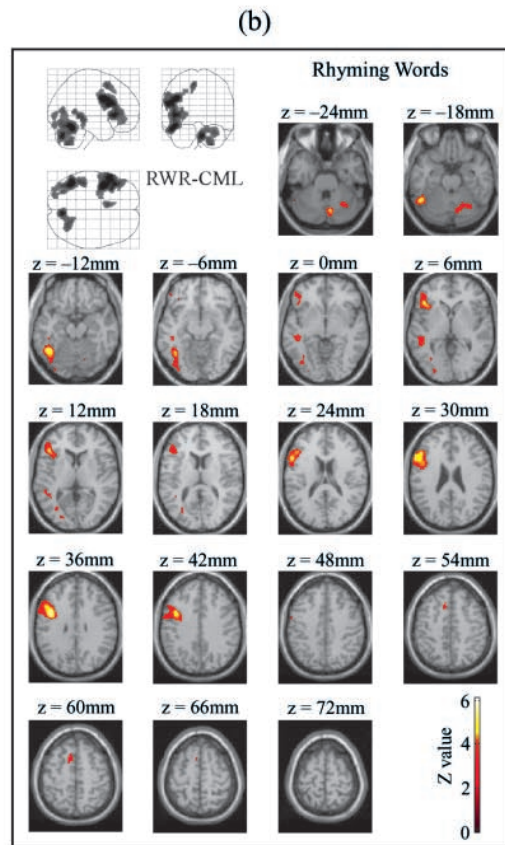 (b)
Rhyming Words
z = –24mm
z = –18mm
RWR-CML
z = –12mm
z = –6mm
z = 0mm
z = 6mm
z = 12mm
z = 18mm
z = 24mm
z = 30mm
z = 36mm
z = 42mm
z = 48mm
z = 54mm
z = 60mm
z = 66mm
z = 72mm
6
4
2
0
Z value